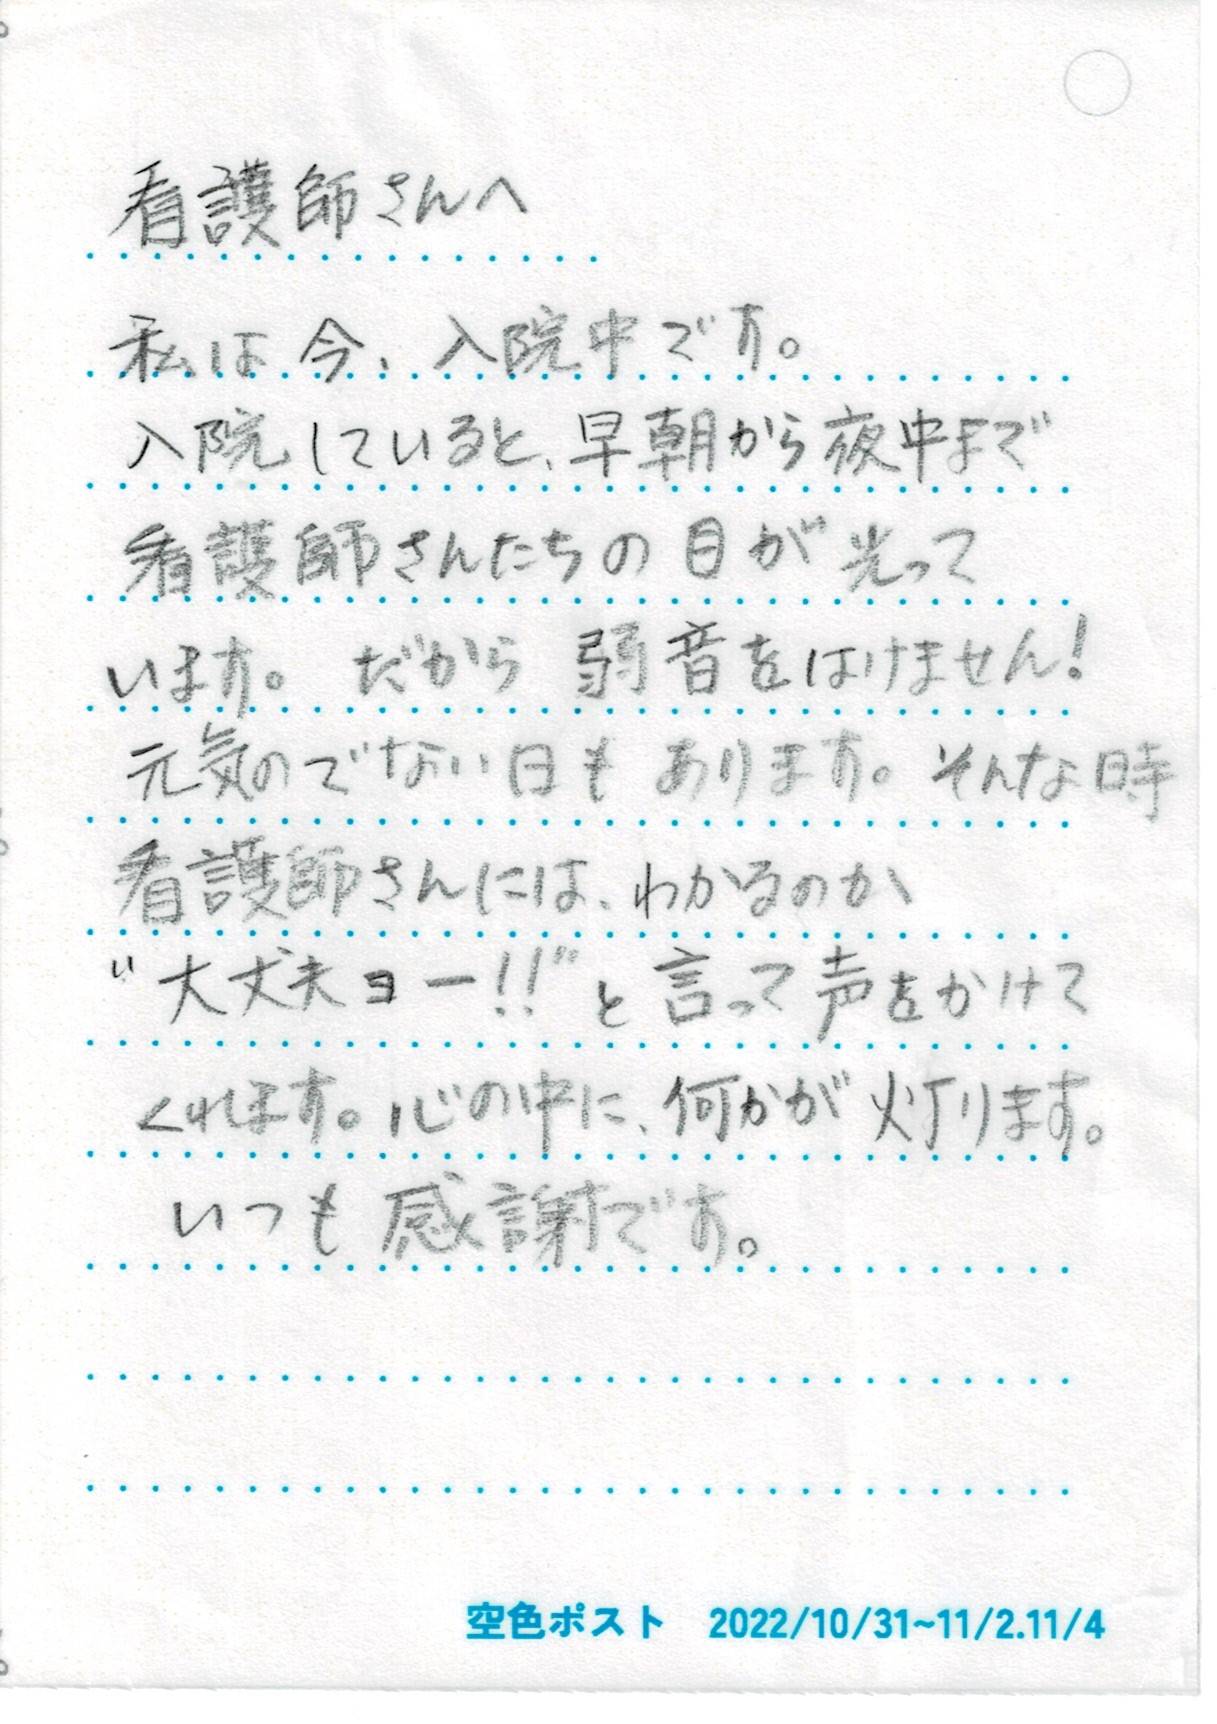 看護師さんへ
私は今、入院中です。
入院していると、早朝から夜中まで
看護師さんたちの目が光って
います。だから弱音をはけません!
元気のでない日もあります。そんな時
看護師さんには、わかるのか
"大丈夫ヨー!!"と言って声をかけて
くれます。心の中に、何かが灯ります。
いつも感謝です。
空色ポスト 2022/10/31~11/2.11/4